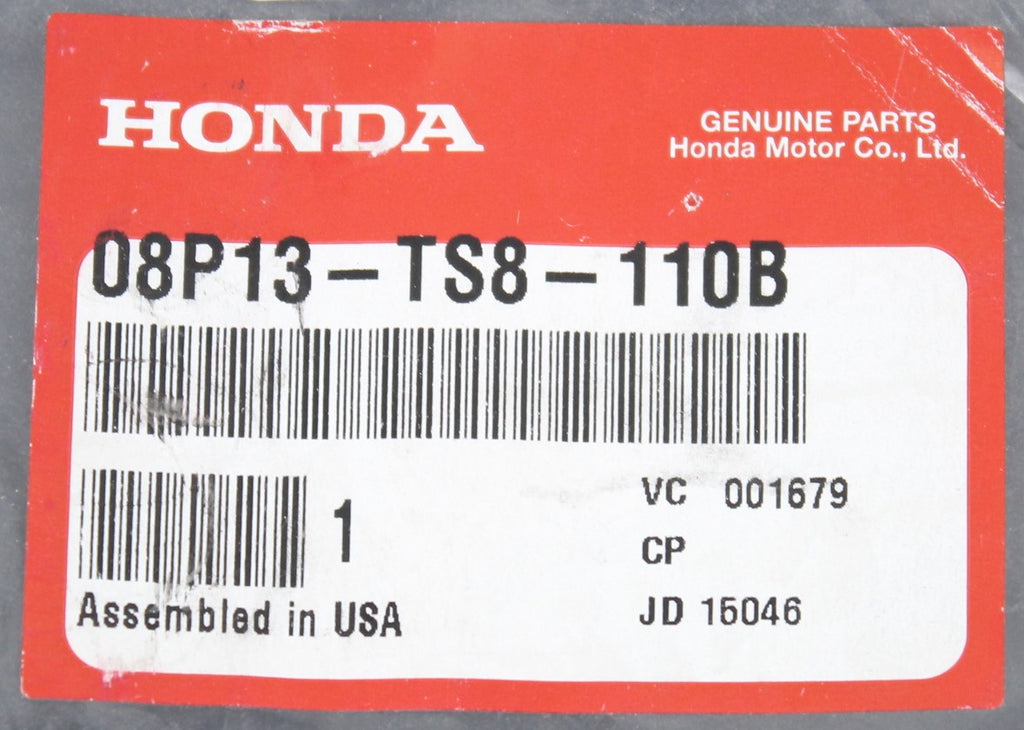 HONDA
GENUINE PARTS
Honda Motor Co., Ltd.
08P13-TS8-110B
1
VC 001679
CP
Assembled in USA
JD 15046